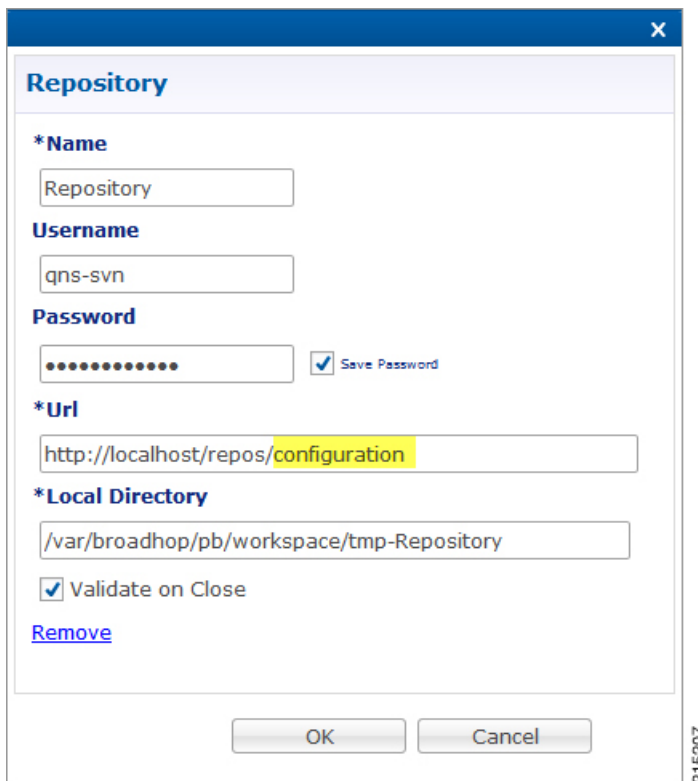 Repository
*Name
Repository
Username
qns-svn
Password
●●●●●●●●●●●● Save Password
*Url
http://localhost/repos/configuration
*Local Directory
/var/broadhop/pb/workspace/tmp-Repository
Validate on Close
Remove
OK Cancel